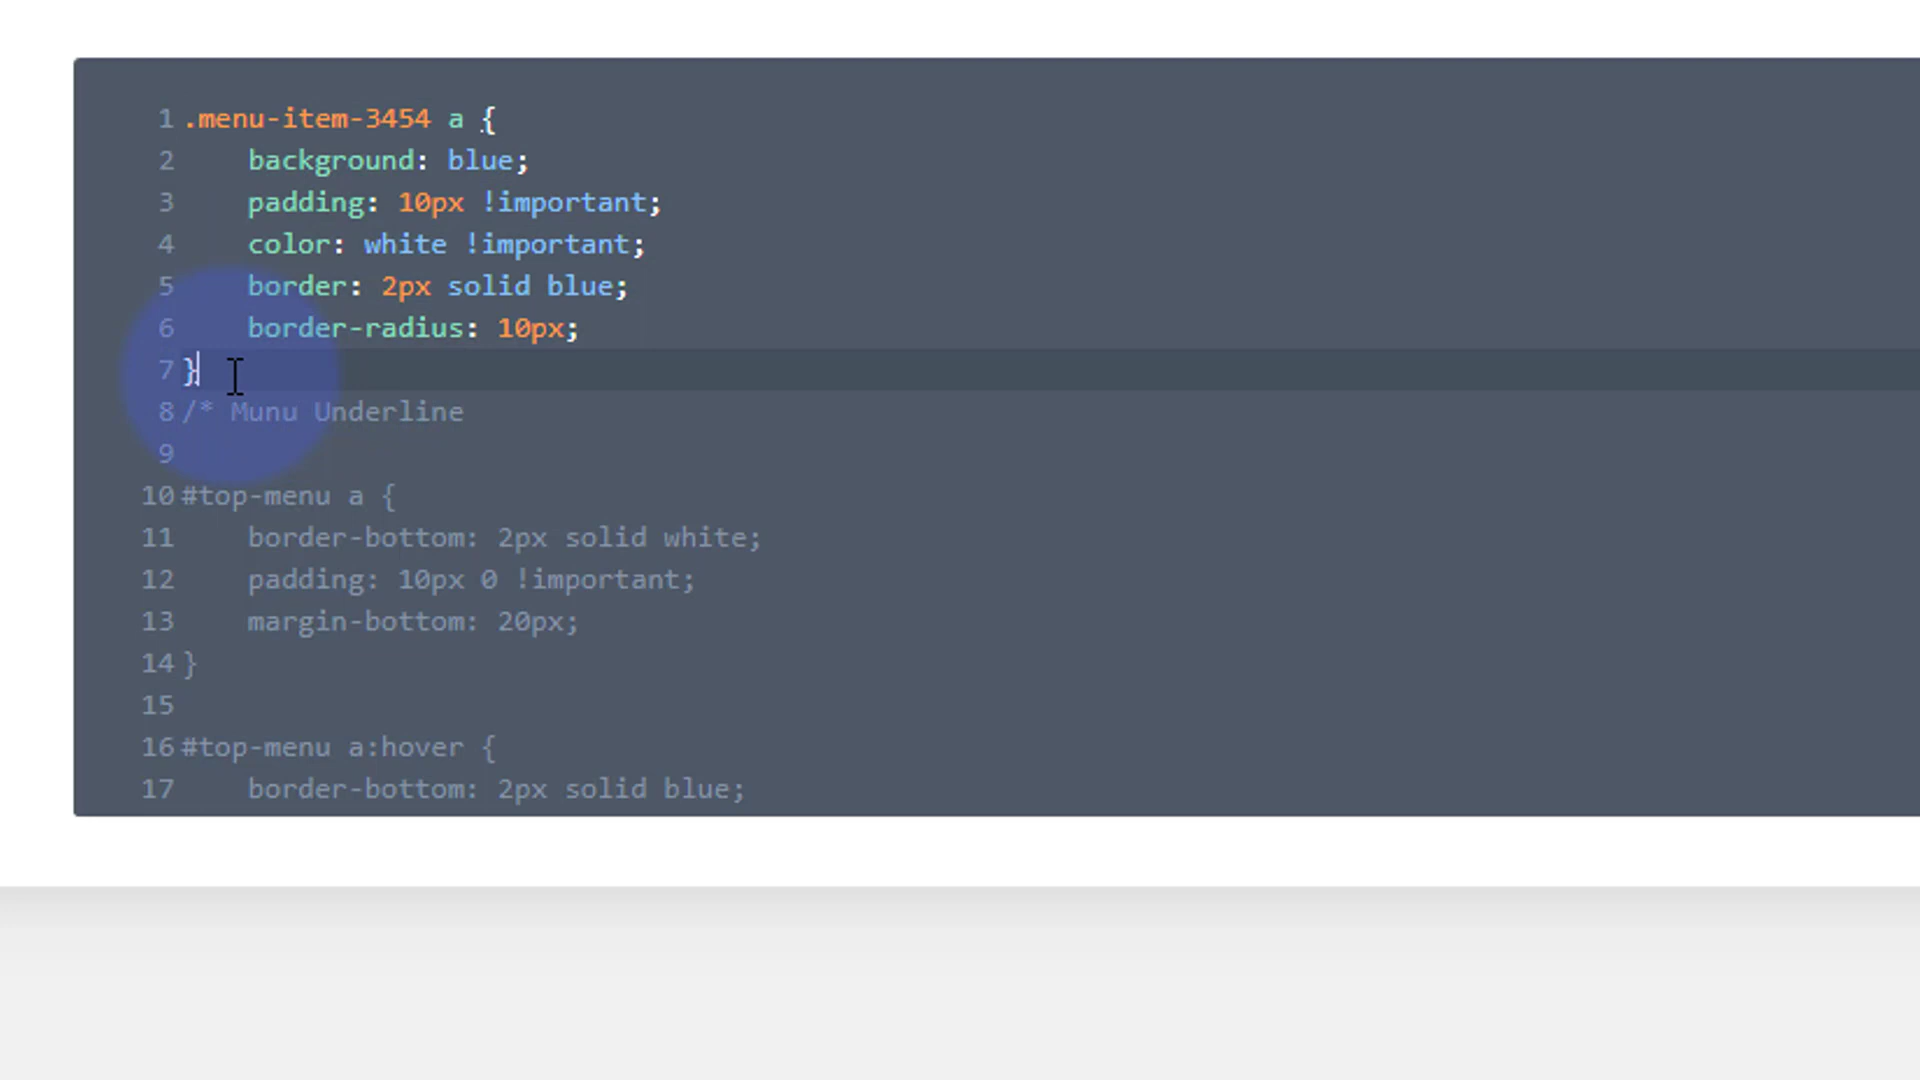 1 .menu-item-3454 a {
2 background: blue;
3 padding: 10px !important;
4 color: white !important;
5 border: 2px solid blue;
6 border-radius: 10px;
7 }
8 /* Munu Underline
9
10 #top-menu a {
11 border-bottom: 2px solid white;
12 padding: 10px 0 !important;
13 margin-bottom: 20px;
14 }
15
16 #top-menu a:hover {
17 border-bottom: 2px solid blue;